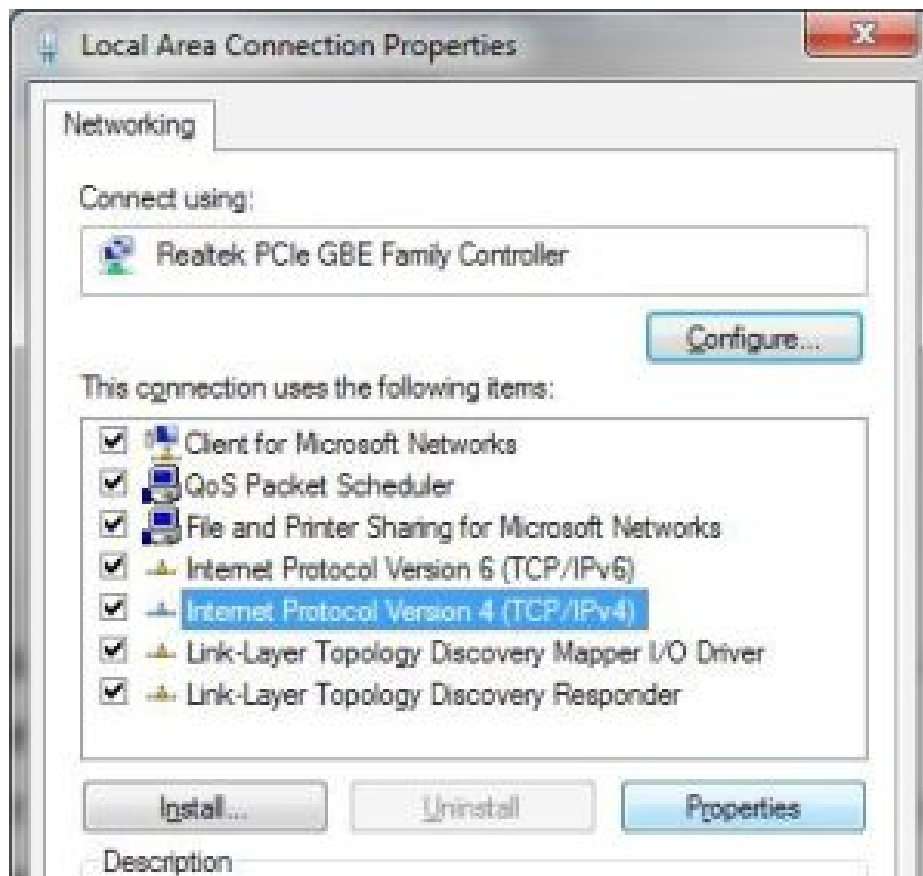 Local Area Connection Properties
Networking
Connect using:
Realtek PCIe GBE Family Controller
Configure...
This connection uses the following items:
Client for Microsoft Networks
QoS Packet Scheduler
File and Printer Sharing for Microsoft Networks
Internet Protocol Version 6 (TCP/IPv6)
Internet Protocol Version 4 (TCP/IPv4)
Link-Layer Topology Discovery Mapper I/O Driver
Link-Layer Topology Discovery Responder
Install...
Uninstall
Properties
Description